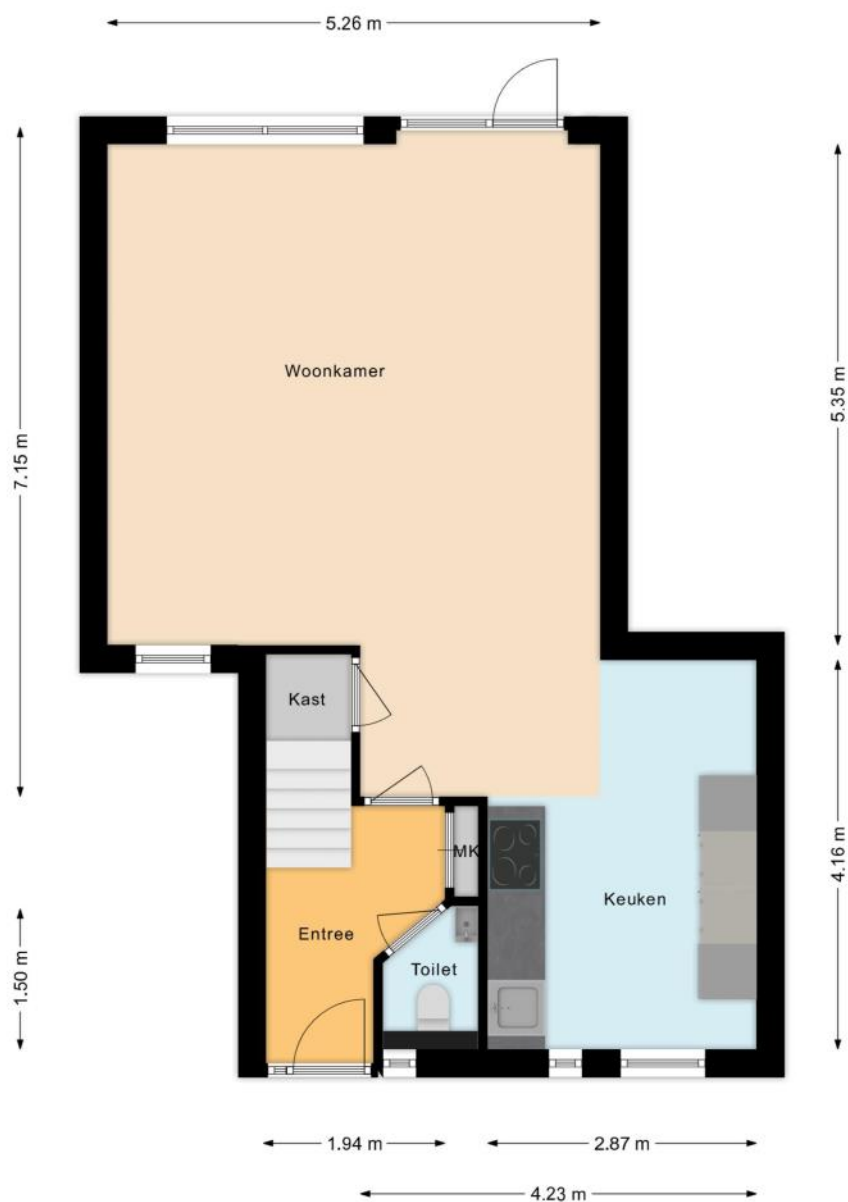 5.26 m
Woonkamer
5.35 m
7.15 m
Kast
MK
4.16 m
Keuken
Entree
Toilet
1.50 m
1.94 m
2.87 m
4.23 m